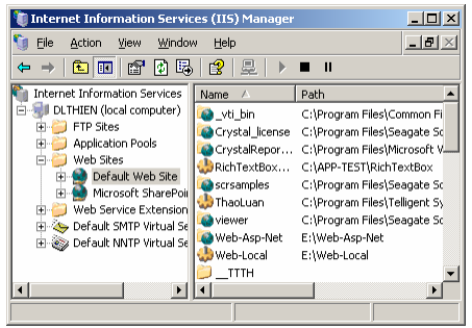 Internet Information Services (IIS) Manager
File Action View Window Help
Internet Information Services
DLTHIEN (local computer)
FTP Sites
Application Pools
Web Sites
Default Web Site
Microsoft SharePoi
Web Service Extension
Default SMTP Virtual Se
Default NNTP Virtual Se
Name Path
_vti_bin C:\Program Files\Common Fi
Crystal_license C:\Program Files\Seagate Sc
CrystalRepor... C:\Program Files\Microsoft V
RichTextBox... C:\APP-TEST\RichTextBox
scrsamples C:\Program Files\Seagate Sc
ThaoLuan C:\Program Files\Telligent Sy
viewer C:\Program Files\Seagate Sc
Web-Asp-Net E:\Web-Asp-Net
Web-Local E:\Web-Local
__TTTH